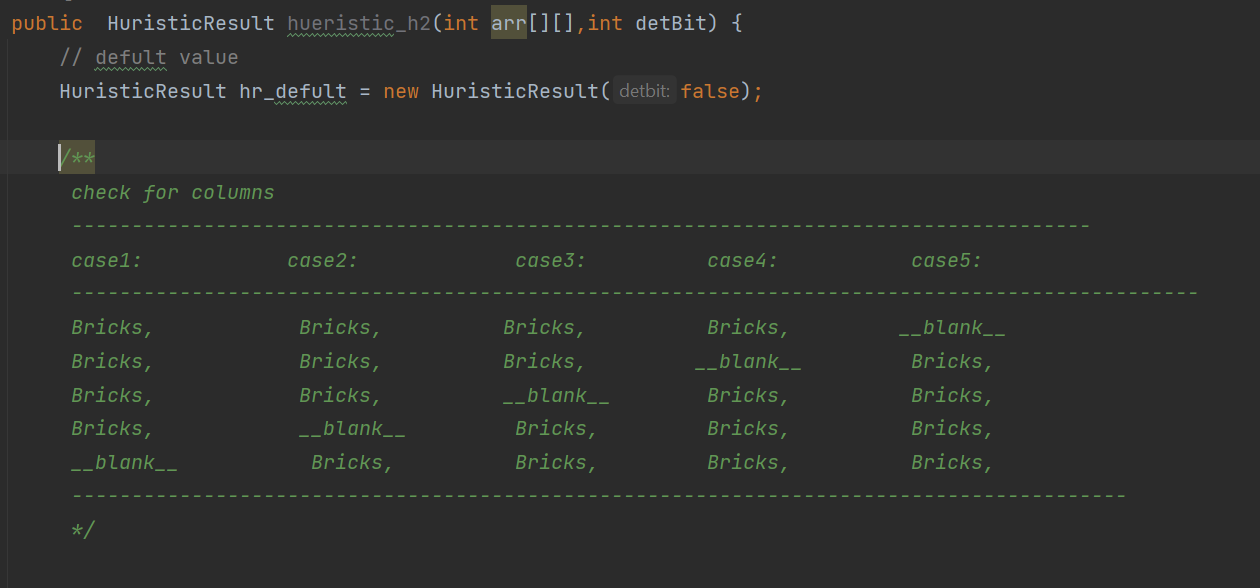 public  HuristicResult hueristic_h2(int arr[][],int detBit) {
// defult value
HuristicResult hr_defult = new HuristicResult( detbit: false);
/**
check for columns
-------------------------------------------------------------------------------------
case1:            case2:             case3:          case4:           case5:
----------------------------------------------------------------------------------------------
Bricks,            Bricks,          Bricks,          Bricks,         __blank__
Bricks,            Bricks,          Bricks,         __blank__         Bricks,
Bricks,            Bricks,          __blank__        Bricks,          Bricks,
Bricks,            __blank__         Bricks,         Bricks,          Bricks,
__blank__           Bricks,          Bricks,         Bricks,          Bricks,
----------------------------------------------------------------------------------------
*/